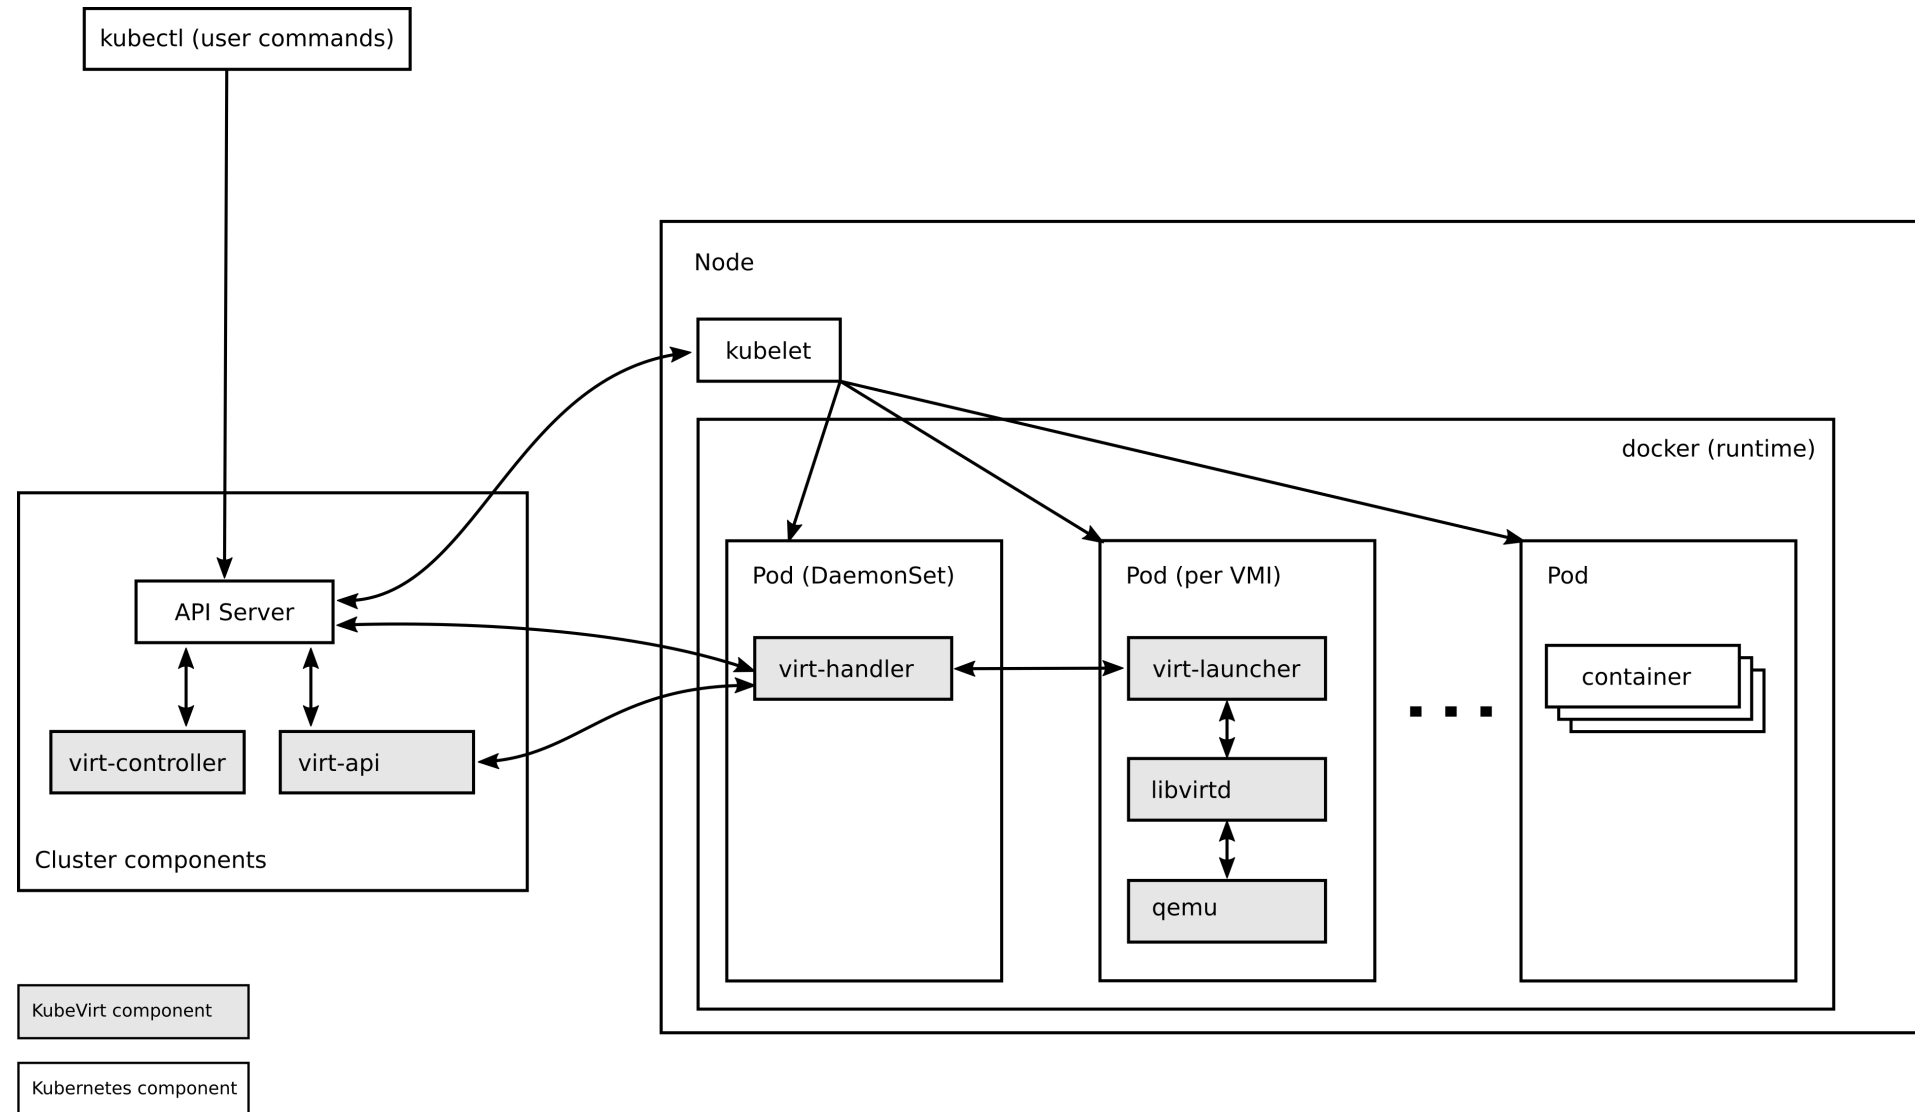 kubectl (user commands)
Node
kubelet
docker (runtime)
Pod (DaemonSet)
Pod (per VMI)
Pod
API Server
virt-handler
virt-launcher
container
virt-controller
virt-api
libvirtd
Cluster components
qemu
KubeVirt component
Kubernetes component